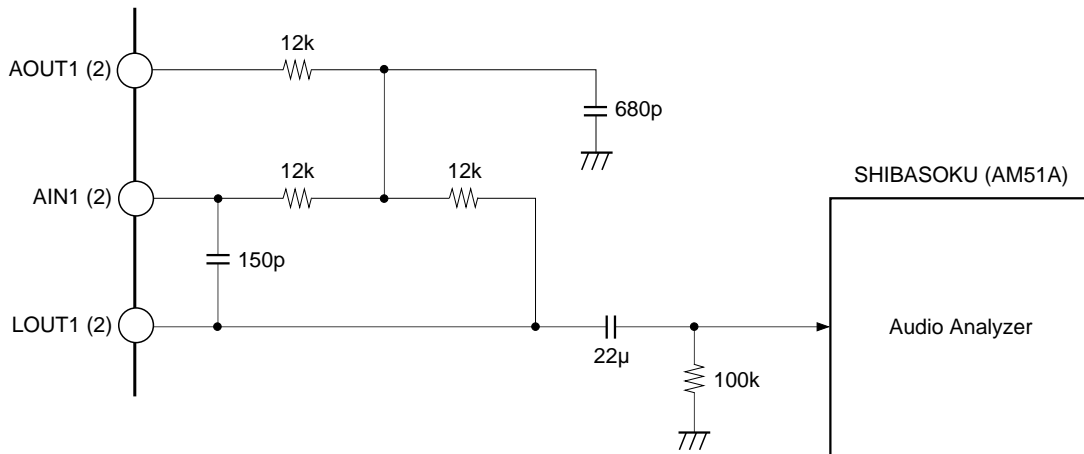 AOUT1 (2)
12k
680p
AIN1 (2)
12k
12k
SHIBASOKU (AM51A)
150p
LOUT1 (2)
22μ
100k
Audio Analyzer